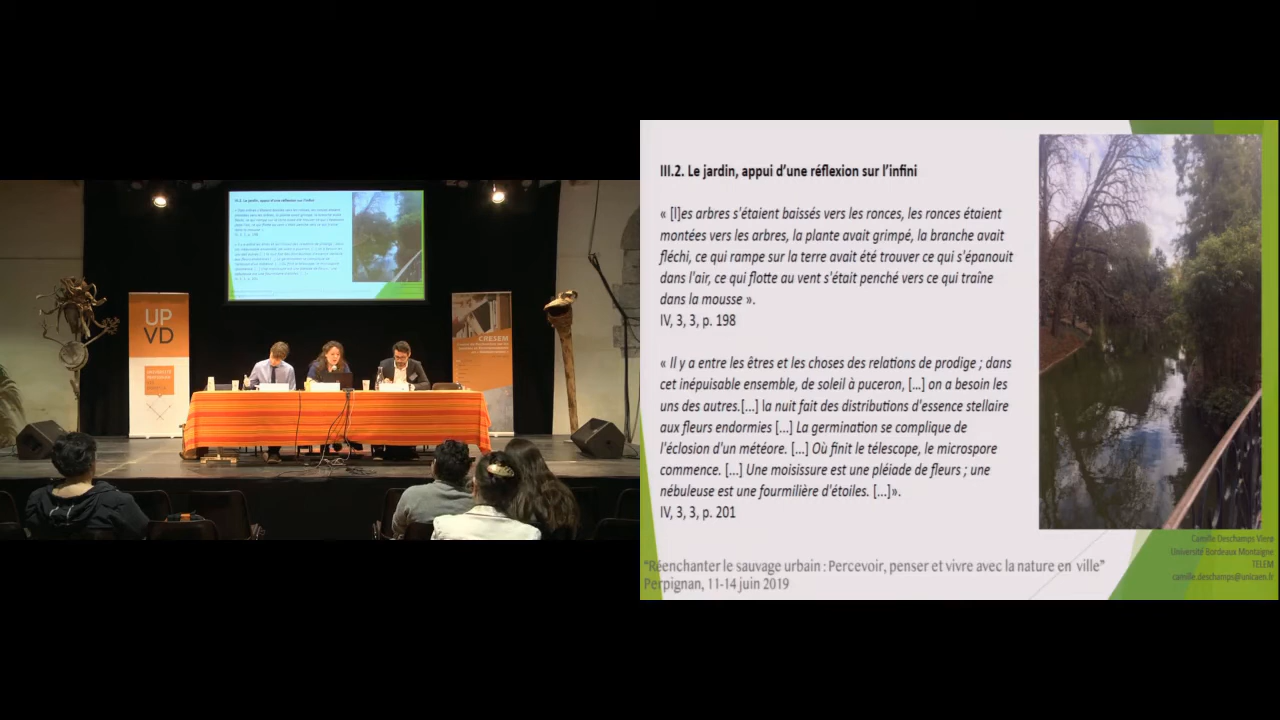 UP
VD
CRESEM
III.2. Le jardin, appui d'une réflexion sur l'infini
« [l]es arbres s'étaient baissés vers les ronces, les ronces étaient
montées vers les arbres, la plante avait grimpé, la branche avait
fléchi, ce qui rampe sur la terre avait été trouver ce qui s'épanouit
dans l'air, ce qui flotte au vent s'était penché vers ce qui traîne
dans la mousse ».
IV, 3, 3, p. 198
« Il y a entre les êtres et les choses des relations de prodige ; dans
cet inépuisable ensemble, de soleil à puceron, [...] on a besoin les
uns des autres.[...] la nuit fait des distributions d'essence stellaire
aux fleurs endormies [...] La germination se complique de
l'éclosion d'un météore. [...] Où finit le télescope, le microspore
commence. [...] Une moisissure est une pléiade de fleurs ; une
nébuleuse est une fourmilière d'étoiles. [...]».
IV, 3, 3, p. 201
"Réenchanter le sauvage urbain : Percevoir, penser et vivre avec la nature en ville"
Perpignan, 11-14 juin 2019
Camille Deschamps Vierø
Université Bordeaux Montaigne
TELEM
camille.deschamps@unicaen.fr